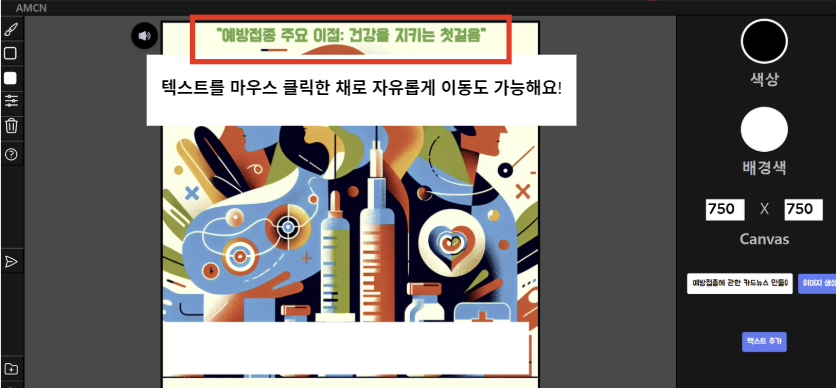 AMCN
"예방접종 주요 이점: 건강을 지키는 첫걸음"
텍스트를 마우스 클릭한 채로 자유롭게 이동도 가능해요!
색상
배경색
750 X 750
Canvas
예방접종에 관한 카드뉴스 만들어
이미지 생성
텍스트 추가